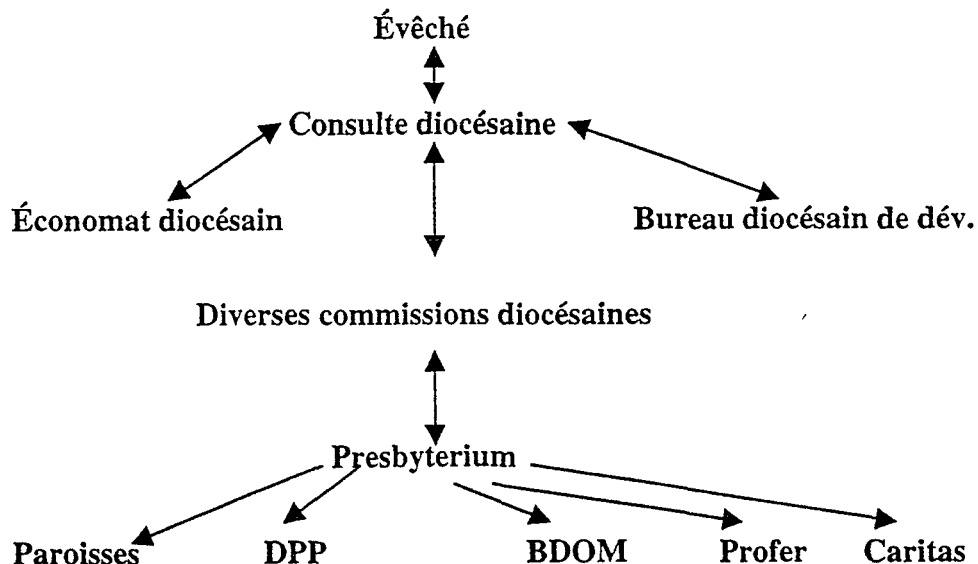 Évêché
Consulte diocésaine
Économat diocésain
Bureau diocésain de dév.
Diverses commissions diocésaines
Presbyterium
Paroisses
DPP
BDOM
Profer
Caritas